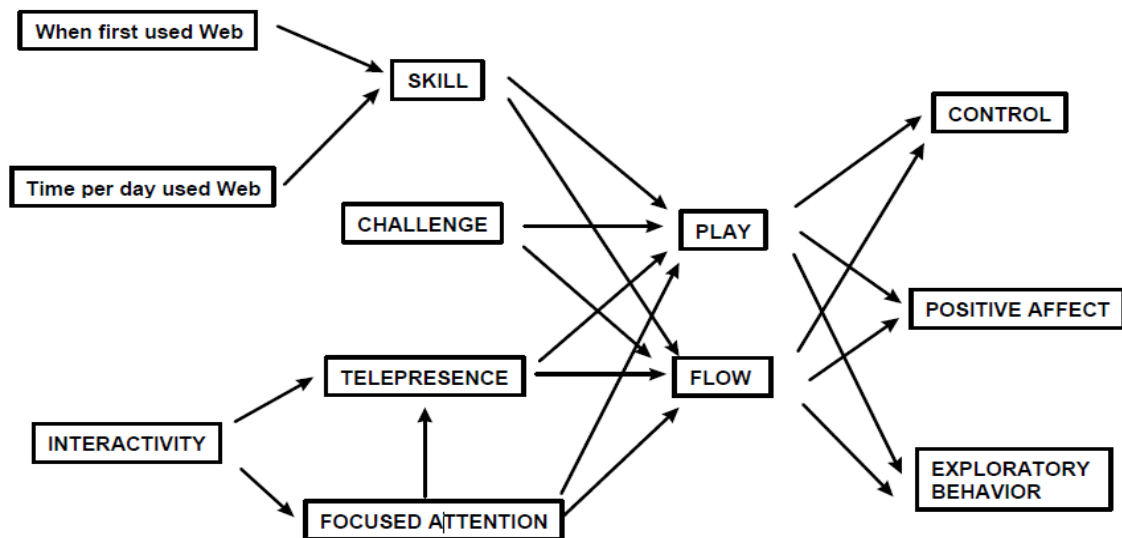 When first used Web
SKILL
CONTROL
Time per day used Web
CHALLENGE
PLAY
POSITIVE AFFECT
TELEPRESENCE
FLOW
INTERACTIVITY
EXPLORATORY
BEHAVIOR
FOCUSED ATTENTION